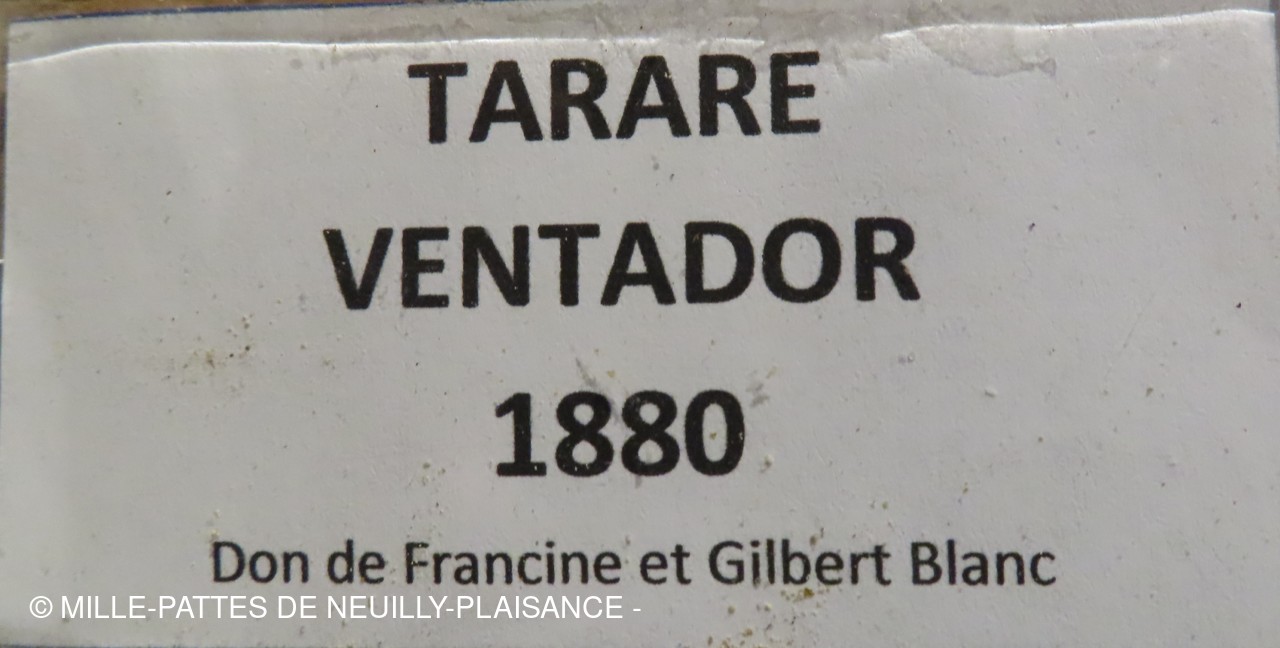 TARARE
VENTADOR
1880
Don de Francine et Gilbert Blanc
© MILLE-PATTES DE NEUILLY-PLAISANCE -